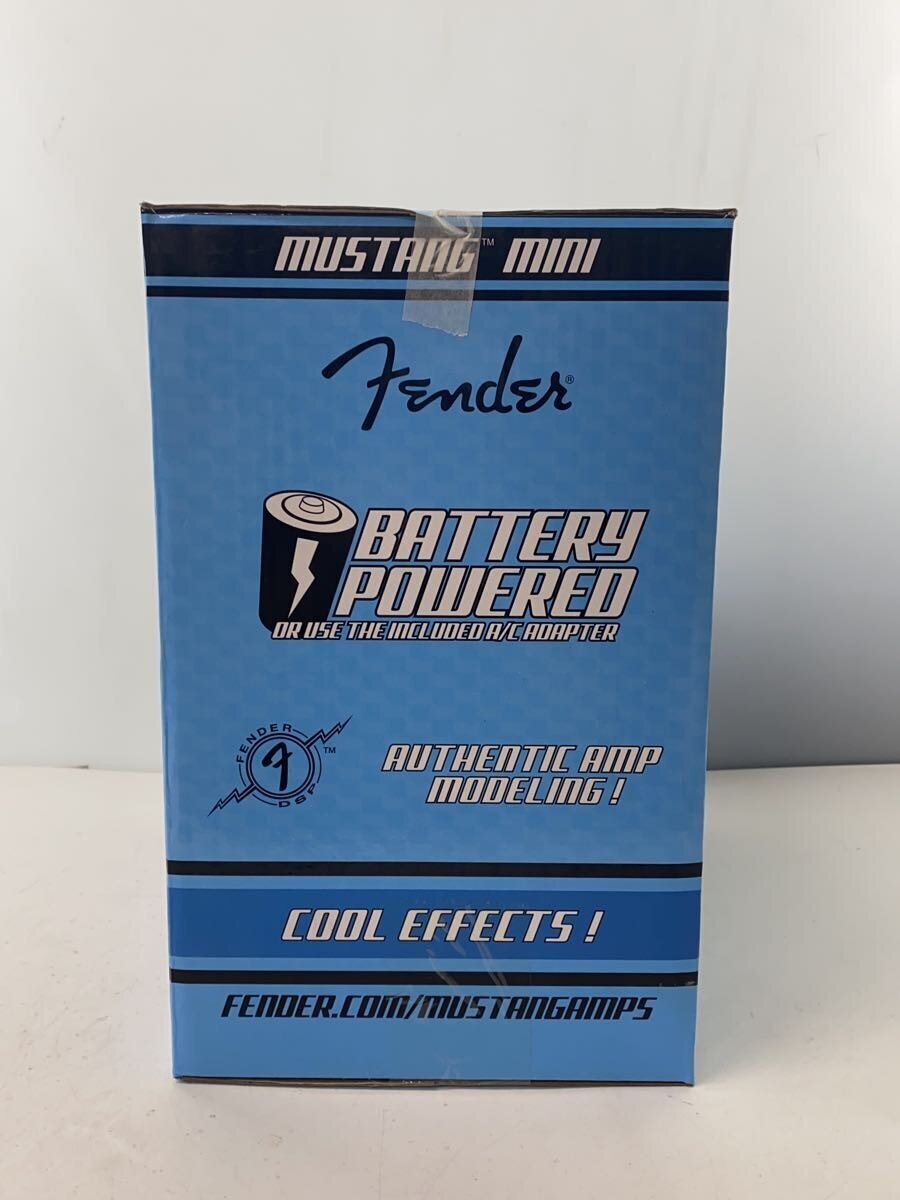 MUSTANG™ MINI
Fender®
BATTERY
POWERED
OR USE THE INCLUDED A/C ADAPTER
FENDER
F
DSP
™
AUTHENTIC AMP
MODELING!
COOL EFFECTS!
FENDER.COM/MUSTANGAMPS